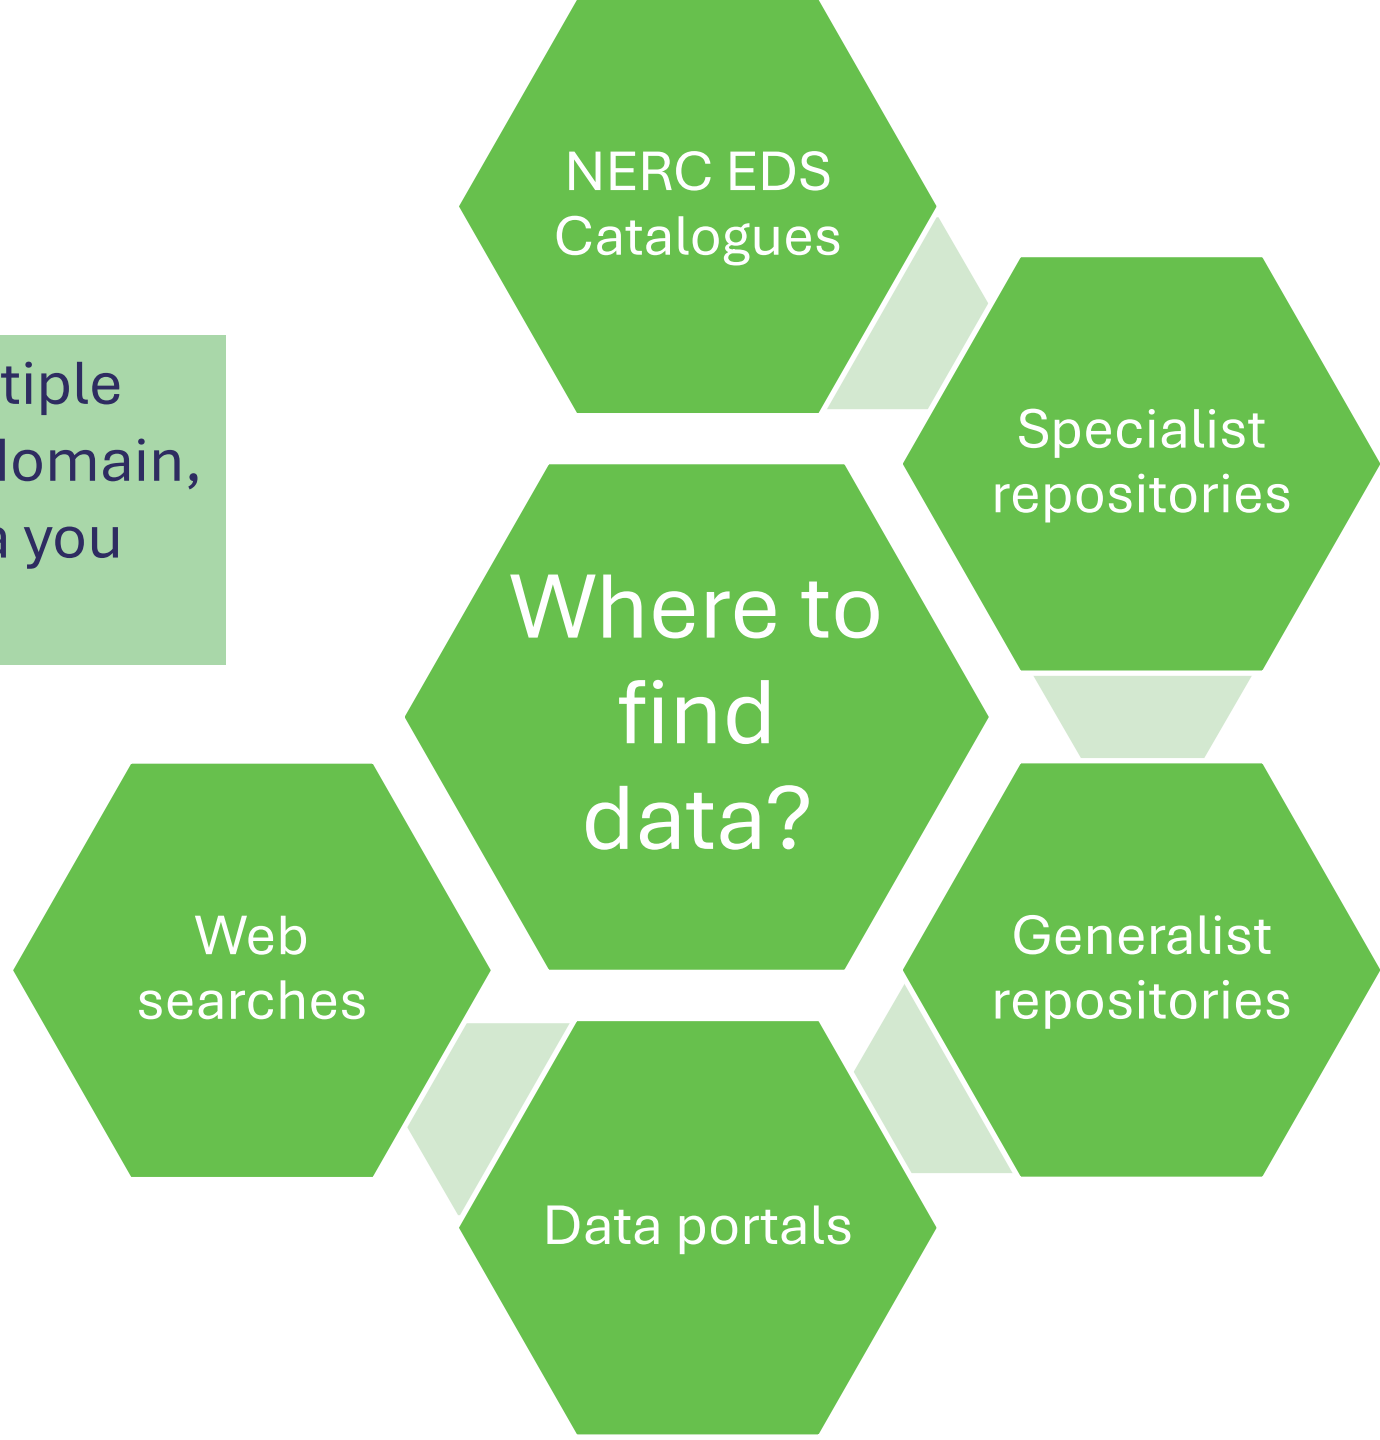 NERC EDS
Catalogues
tiple
domain,
you
Specialist
repositories
Where to
find
data?
Web
searches
Generalist
repositories
Data portals